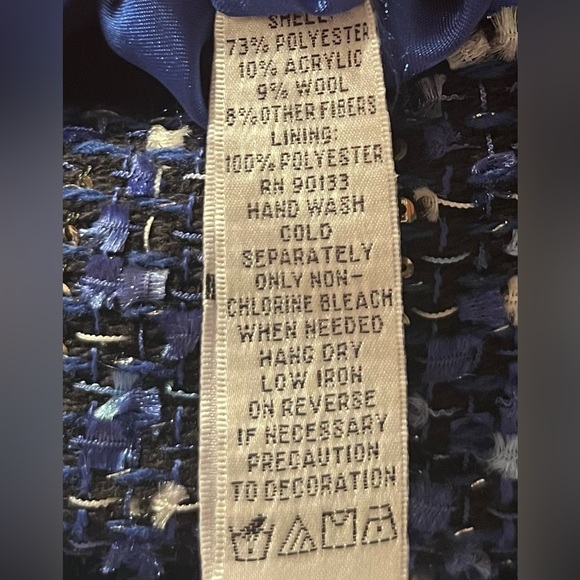 SHELL:
73% POLYESTER
10% ACRYLIC
9% WOOL
8% OTHER FIBERS
LINING:
100% POLYESTER
RN 90133
HAND WASH
COLD
SEPARATELY
ONLY NON-
CHLORINE BLEACH
WHEN NEEDED
HANG DRY
LOW IRON
ON REVERSE
IF NECESSARY
PRECAUTION
TO DECORATION